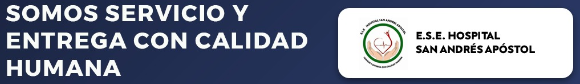 SOMOS SERVICIO Y
ENTREGA CON CALIDAD
HUMANA
E.S.E. HOSPITAL
SAN ANDRÉS APÓSTOL